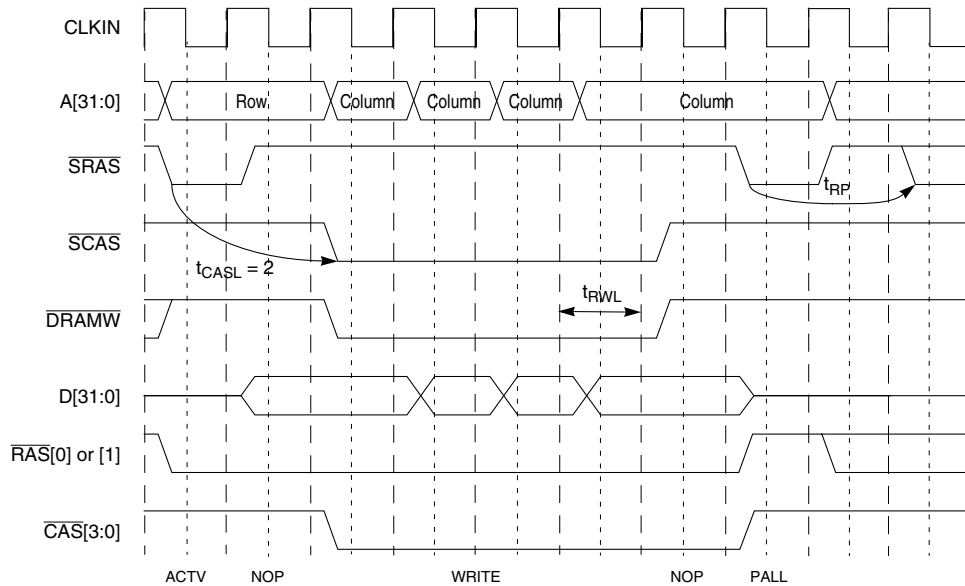 CLKIN
A[31:0] Row Column Column Column Column
SRAS
tRP
SCAS
tCASL = 2
tRWL
DRAMW
D[31:0]
RAS[0] or [1]
CAS[3:0]
ACTV NOP WRITE NOP PALL